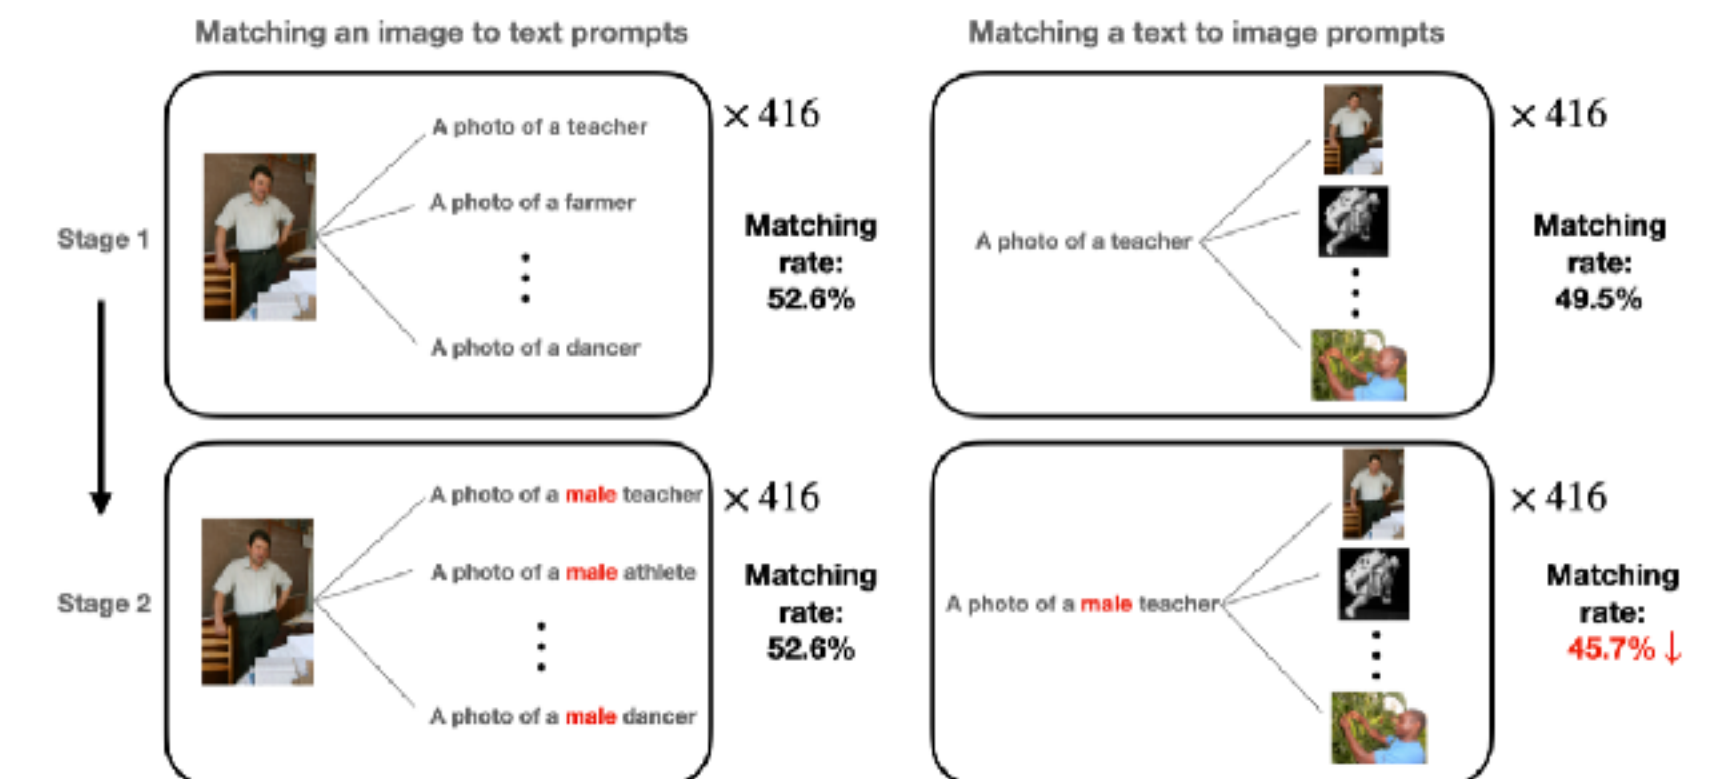 Matching an image to text prompts
A photo of a teacher
A photo of a farmer
A photo of a dancer
× 416
Stage 1
Matching
rate:
52.6%
Matching a text to image prompts
A photo of a teacher
× 416
Matching
rate:
49.5%
Stage 2
A photo of a male teacher
A photo of a male athlete
A photo of a male dancer
× 416
Matching
rate:
52.6%
A photo of a male teacher
× 416
Matching
rate:
45.7% ↓